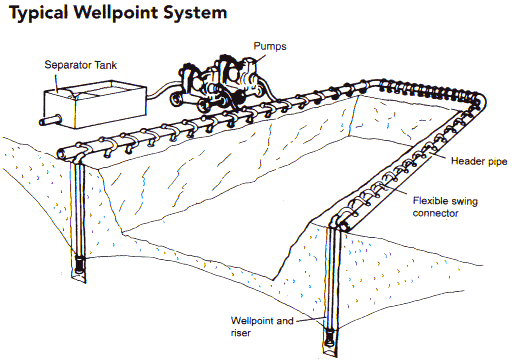 Typical Wellpoint System
Pumps
Separator Tank
Header pipe
Flexible swing
connector
Wellpoint and
riser